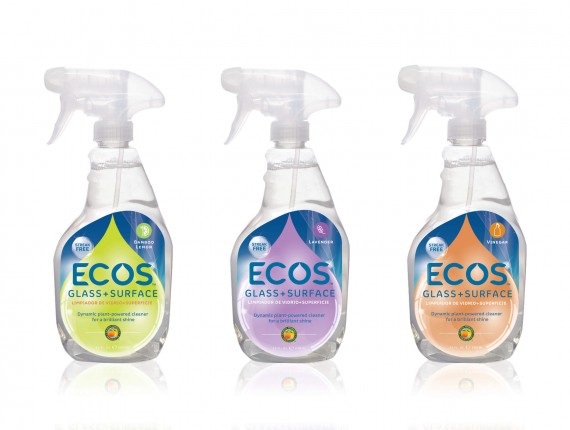 STREAK
FREE
BAMBOO
LEMON
ECOS
GLASS+SURFACE
LIMPIADOR DE VIDRIO+SUPERFICIE
Dynamic plant-powered cleaner
for a brilliant shine
STREAK
FREE
LAVENDER
ECOS
GLASS+SURFACE
LIMPIADOR DE VIDRIO+SUPERFICIE
Dynamic plant-powered cleaner
for a brilliant shine
STREAK
FREE
VINEGAR
ECOS
GLASS+SURFACE
LIMPIADOR DE VIDRIO+SUPERFICIE
Dynamic plant-powered cleaner
for a brilliant shine